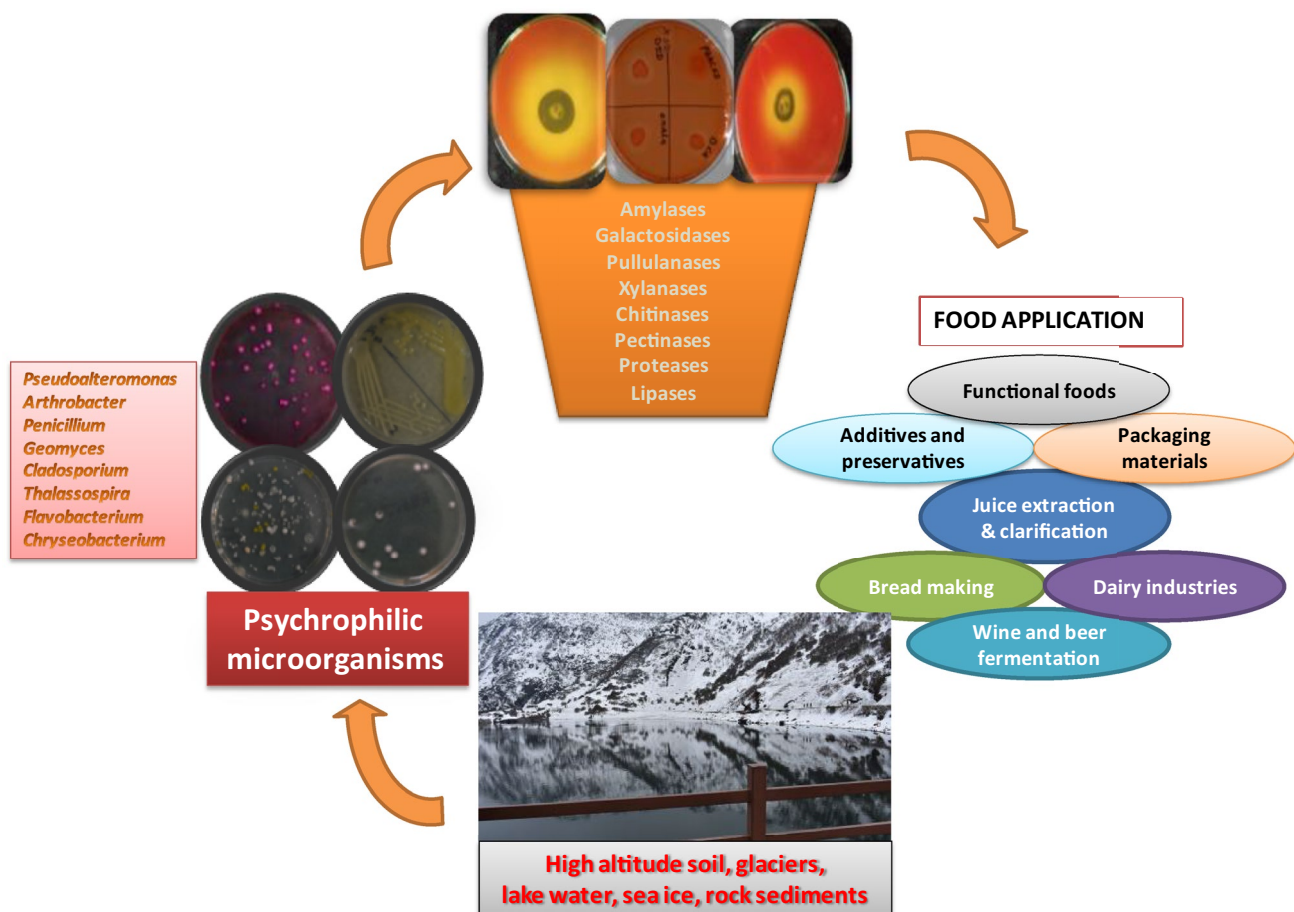 Amylases
Galactosidases
Pullulanases
Xylanases
Chitinases
Pectinases
Proteases
Lipases
FOOD APPLICATION
Functional foods
Additives and
preservatives
Packaging
materials
Juice extraction
& clarification
Bread making
Dairy industries
Wine and beer
fermentation
Pseudoalteromonas
Arthrobacter
Penicillium
Geomyces
Cladosporium
Thalassospira
Flavobacterium
Chryseobacterium
Psychrophilic
microorganisms
High altitude soil, glaciers,
lake water, sea ice, rock sediments